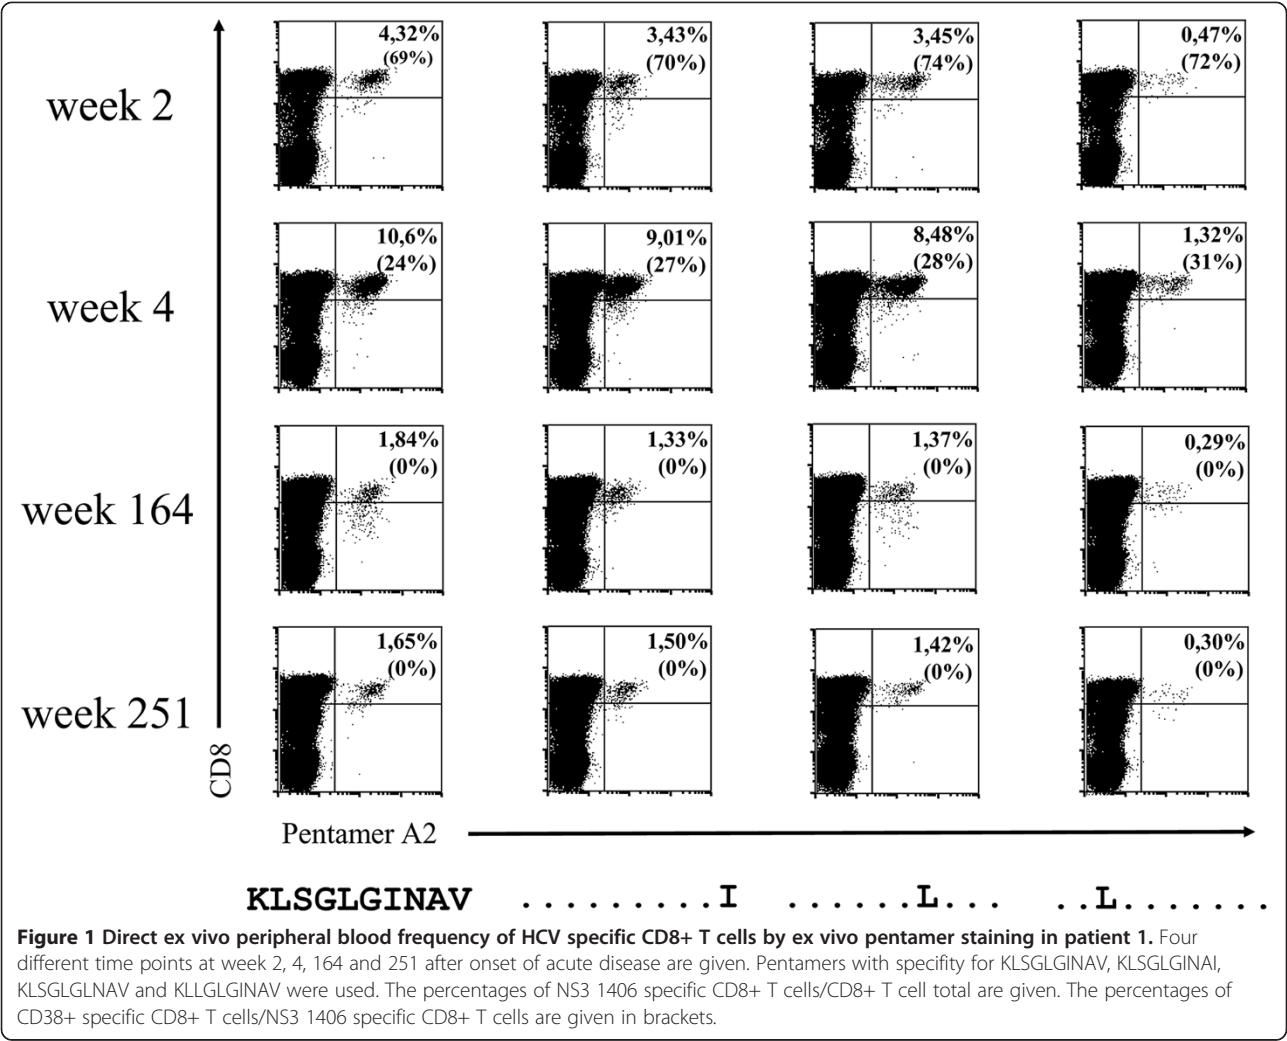 week 2
4,32%
(69%)
3,43%
(70%)
3,45%
(74%)
0,47%
(72%)
week 4
10,6%
(24%)
9,01%
(27%)
8,48%
(28%)
1,32%
(31%)
week 164
1,84%
(0%)
1,33%
(0%)
1,37%
(0%)
0,29%
(0%)
week 251
1,65%
(0%)
1,50%
(0%)
1,42%
(0%)
0,30%
(0%)
CD8
Pentamer A2
KLSGLGINAV .........I ......L... ..L.......
Figure 1 Direct ex vivo peripheral blood frequency of HCV specific CD8+ T cells by ex vivo pentamer staining in patient 1. Four
different time points at week 2, 4, 164 and 251 after onset of acute disease are given. Pentamers with specifity for KLSGLGINAV, KLSGLGINAI,
KLSGLGLNAV and KLLGLGINAV were used. The percentages of NS3 1406 specific CD8+ T cells/CD8+ T cell total are given. The percentages of
CD38+ specific CD8+ T cells/NS3 1406 specific CD8+ T cells are given in brackets.